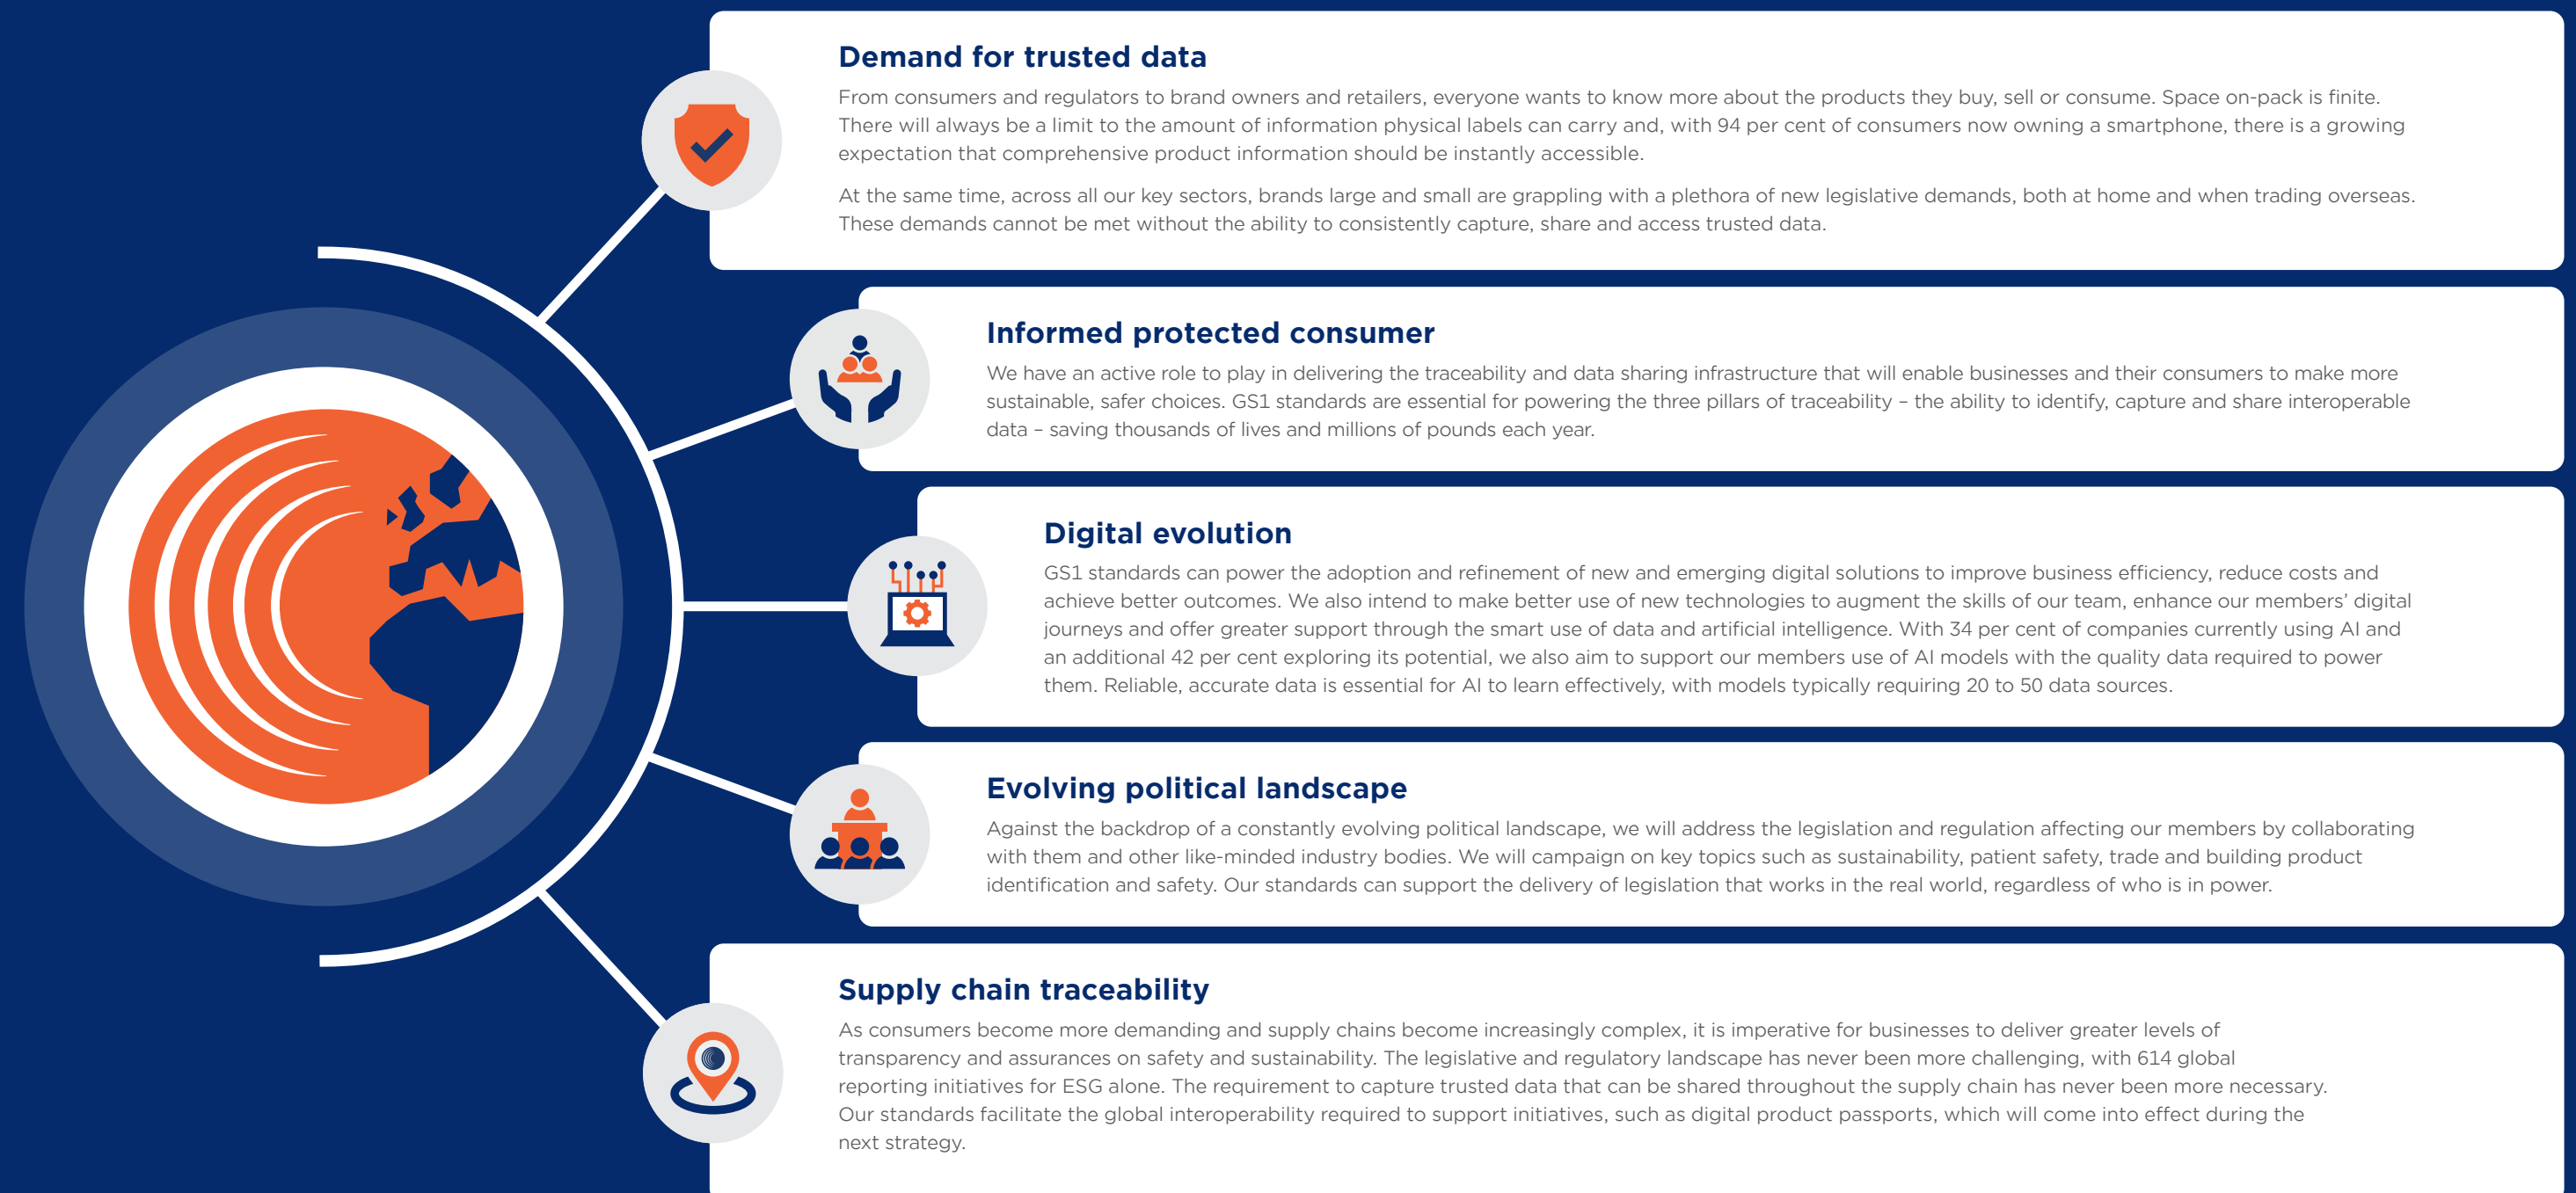 Demand for trusted data
From consumers and regulators to brand owners and retailers, everyone wants to know more about the products they buy, sell or consume. Space on-pack is finite.
There will always be a limit to the amount of information physical labels can carry and, with 94 per cent of consumers now owning a smartphone, there is a growing
expectation that comprehensive product information should be instantly accessible.
At the same time, across all our key sectors, brands large and small are grappling with a plethora of new legislative demands, both at home and when trading overseas.
These demands cannot be met without the ability to consistently capture, share and access trusted data.
Informed protected consumer
We have an active role to play in delivering the traceability and data sharing infrastructure that will enable businesses and their consumers to make more
sustainable, safer choices. GS1 standards are essential for powering the three pillars of traceability – the ability to identify, capture and share interoperable
data – saving thousands of lives and millions of pounds each year.
Digital evolution
GS1 standards can power the adoption and refinement of new and emerging digital solutions to improve business efficiency, reduce costs and
achieve better outcomes. We also intend to make better use of new technologies to augment the skills of our team, enhance our members’ digital
journeys and offer greater support through the smart use of data and artificial intelligence. With 34 per cent of companies currently using AI and
an additional 42 per cent exploring its potential, we also aim to support our members use of AI models with the quality data required to power
them. Reliable, accurate data is essential for AI to learn effectively, with models typically requiring 20 to 50 data sources.
Evolving political landscape
Against the backdrop of a constantly evolving political landscape, we will address the legislation and regulation affecting our members by collaborating
with them and other like-minded industry bodies. We will campaign on key topics such as sustainability, patient safety, trade and building product
identification and safety. Our standards can support the delivery of legislation that works in the real world, regardless of who is in power.
Supply chain traceability
As consumers become more demanding and supply chains become increasingly complex, it is imperative for businesses to deliver greater levels of
transparency and assurances on safety and sustainability. The legislative and regulatory landscape has never been more challenging, with 614 global
reporting initiatives for ESG alone. The requirement to capture trusted data that can be shared throughout the supply chain has never been more necessary.
Our standards facilitate the global interoperability required to support initiatives, such as digital product passports, which will come into effect during the
next strategy.